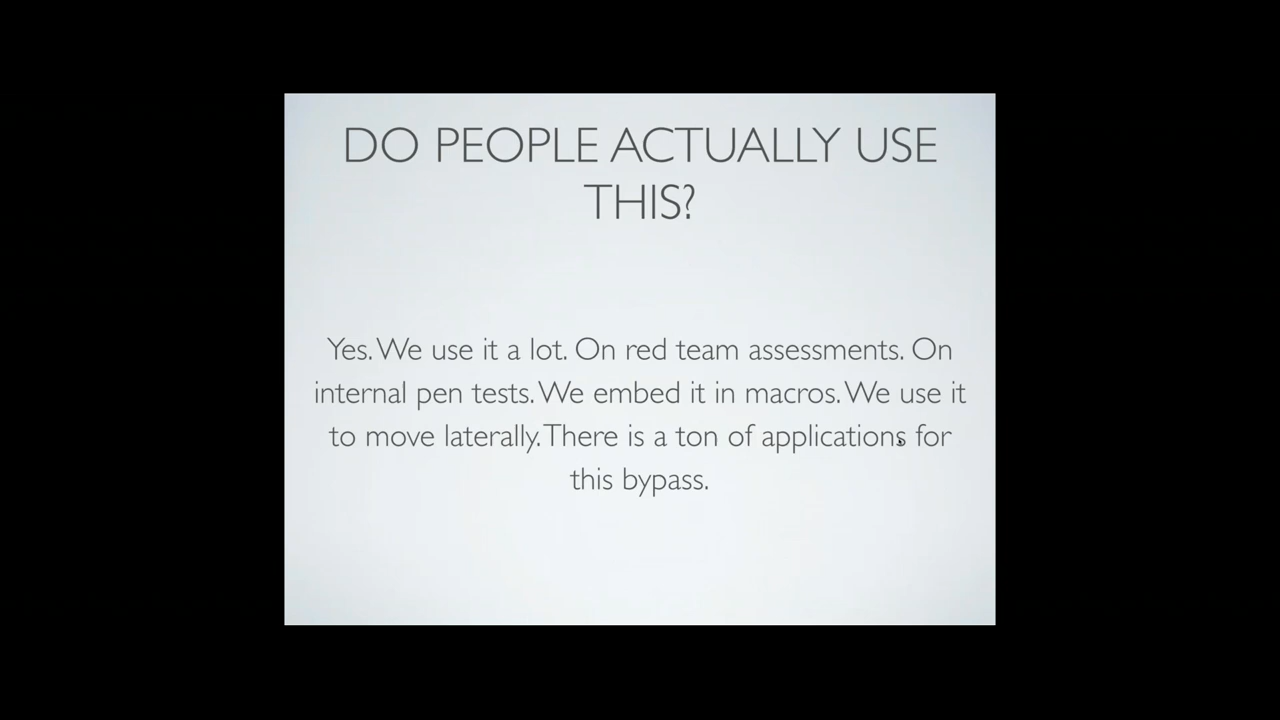 DO PEOPLE ACTUALLY USE
THIS?
Yes. We use it a lot. On red team assessments. On
internal pen tests. We embed it in macros. We use it
to move laterally. There is a ton of applications for
this bypass.